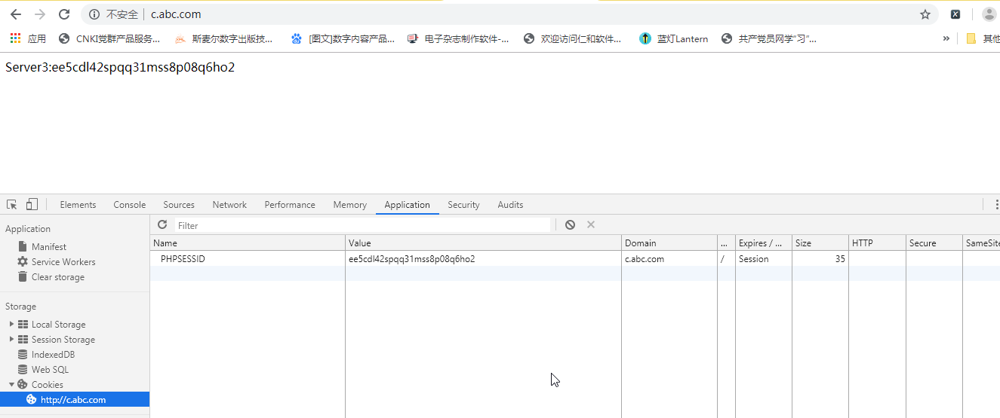 不安全 | c.abc.com
应用 CNKI党群产品服务... 斯麦尔数字出版技... [图文]数字内容产品... 电子杂志制作软件-... 欢迎访问仁和软件... 蓝灯Lantern 共产党员网学“习”... » 其他
Server3:ee5cdl42spqq31mss8p08q6ho2
Elements Console Sources Network Performance Memory Application Security Audits
Application
Manifest
Service Workers
Clear storage
Storage
Local Storage
Session Storage
IndexedDB
Web SQL
Cookies
http://c.abc.com
Filter
Name Value Domain ... Expires / ... Size HTTP Secure SameSite
PHPSESSID ee5cdl42spqq31mss8p08q6ho2 c.abc.com / Session 35